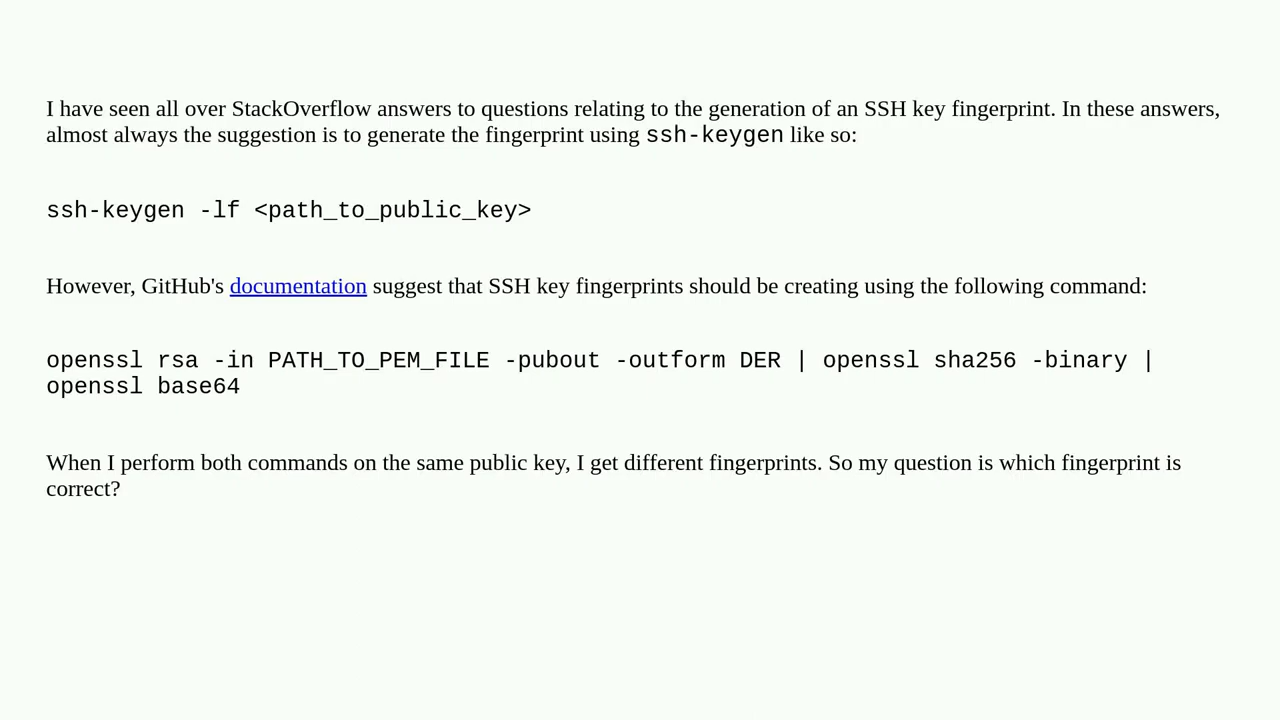 I have seen all over StackOverflow answers to questions relating to the generation of an SSH key fingerprint. In these answers,
almost always the suggestion is to generate the fingerprint using ssh-keygen like so:
ssh-keygen -lf <path_to_public_key>
However, GitHub's documentation suggest that SSH key fingerprints should be creating using the following command:
openssl rsa -in PATH_TO_PEM_FILE -pubout -outform DER | openssl sha256 -binary |
openssl base64
When I perform both commands on the same public key, I get different fingerprints. So my question is which fingerprint is
correct?